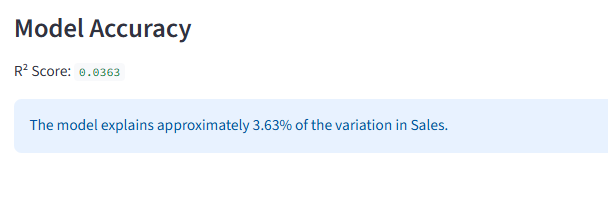 Model Accuracy
R² Score: 0.0363
The model explains approximately 3.63% of the variation in Sales.